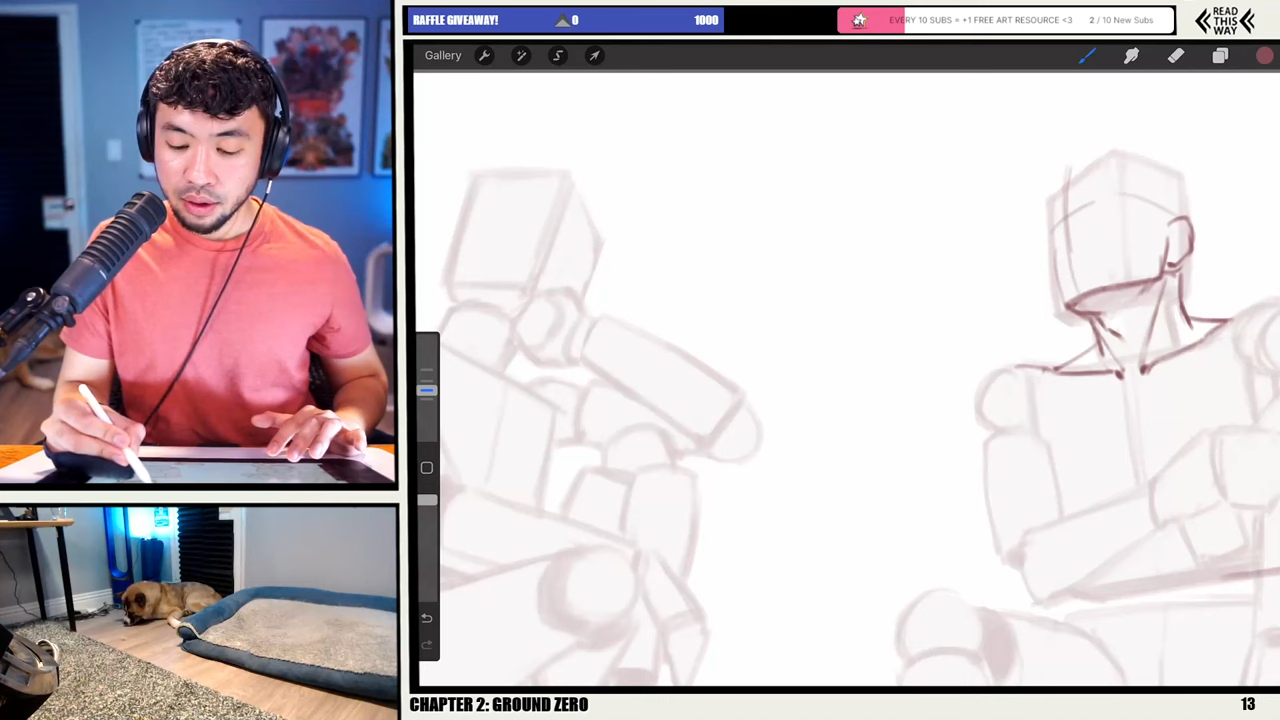 RAFFLE GIVEAWAY! 0 1000
EVERY 10 SUBS = +1 FREE ART RESOURCE <3 2 / 10 New Subs
READ
THIS
WAY
Gallery
CHAPTER 2: GROUND ZERO 13